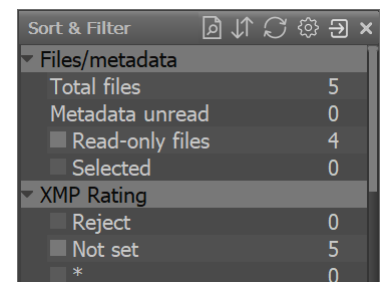 Sort & Filter
Files/metadata
Total files 5
Metadata unread 0
Read-only files 4
Selected 0
XMP Rating
Reject 0
Not set 5
* 0